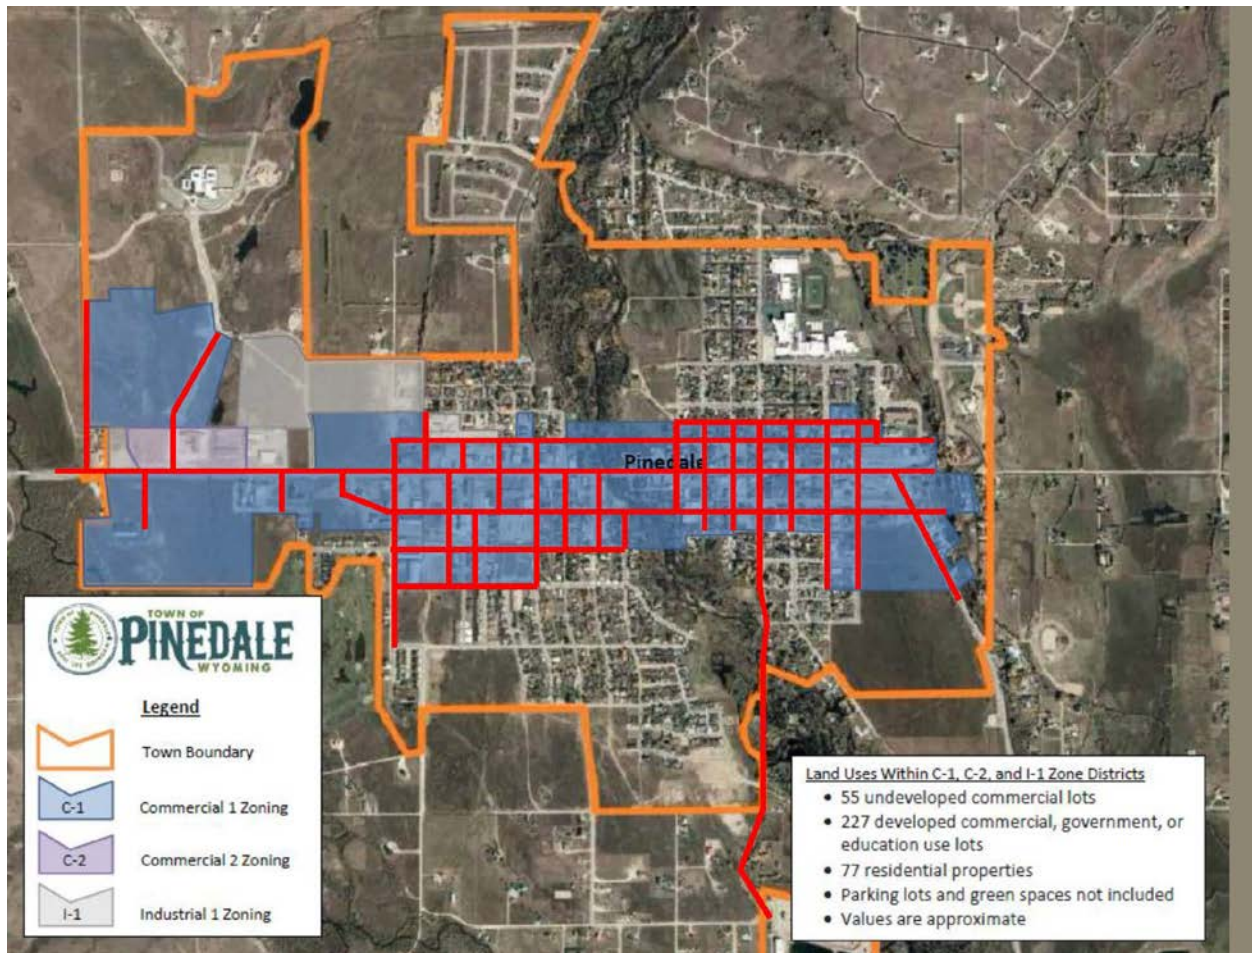 Pinedale
TOWN OF
PINEDALE
WYOMING
Legend
Town Boundary
C-1
Commercial 1 Zoning
C-2
Commercial 2 Zoning
I-1
Industrial 1 Zoning
Land Uses Within C-1, C-2, and I-1 Zone Districts
• 55 undeveloped commercial lots
• 227 developed commercial, government, or
education use lots
• 77 residential properties
• Parking lots and green spaces not included
• Values are approximate